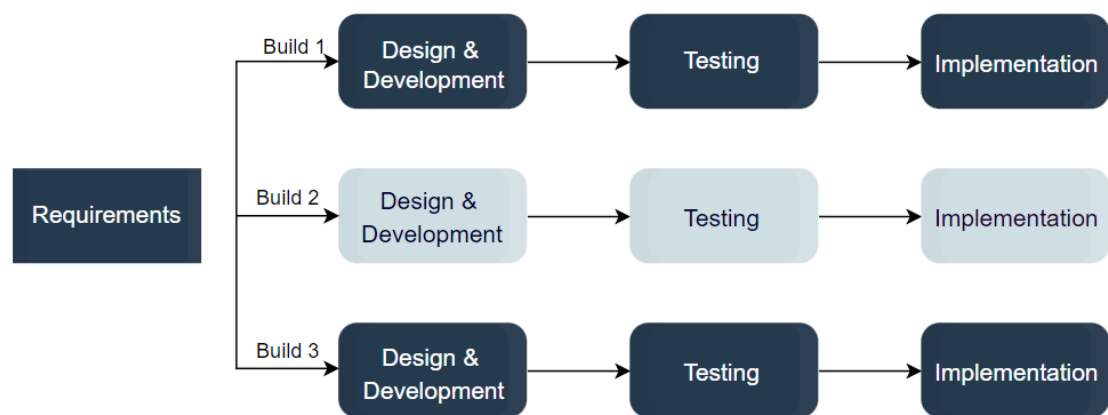 Build 1
Design &
Development
Testing
Implementation
Requirements
Build 2
Design &
Development
Testing
Implementation
Build 3
Design &
Development
Testing
Implementation